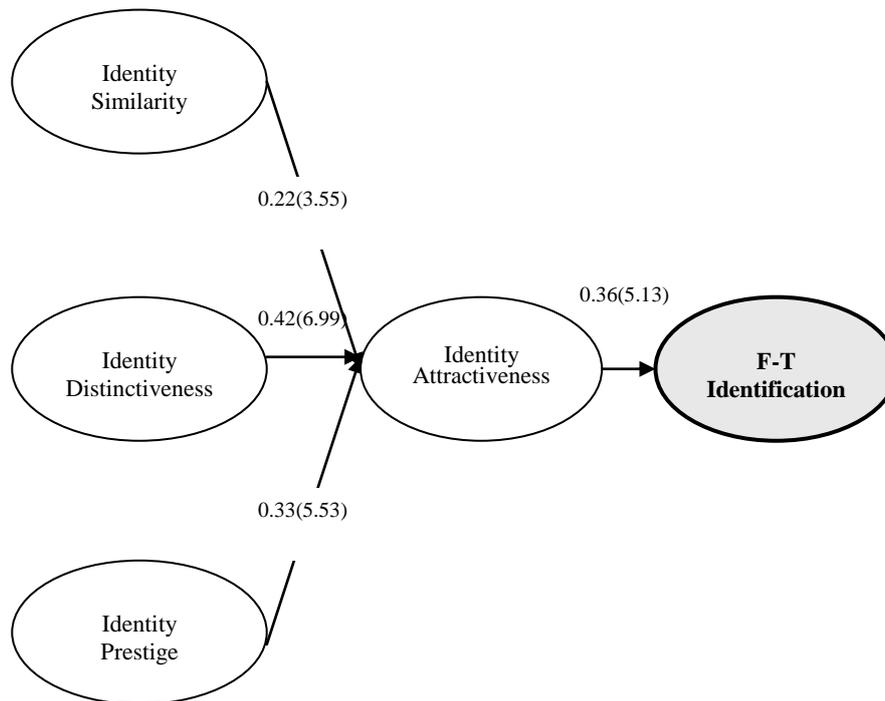 Identity
Similarity
0.22(3.55)
0.42(6.99)
0.36(5.13)
Identity
Distinctiveness
Identity
Attractiveness
F-T
Identification
0.33(5.53)
Identity
Prestige